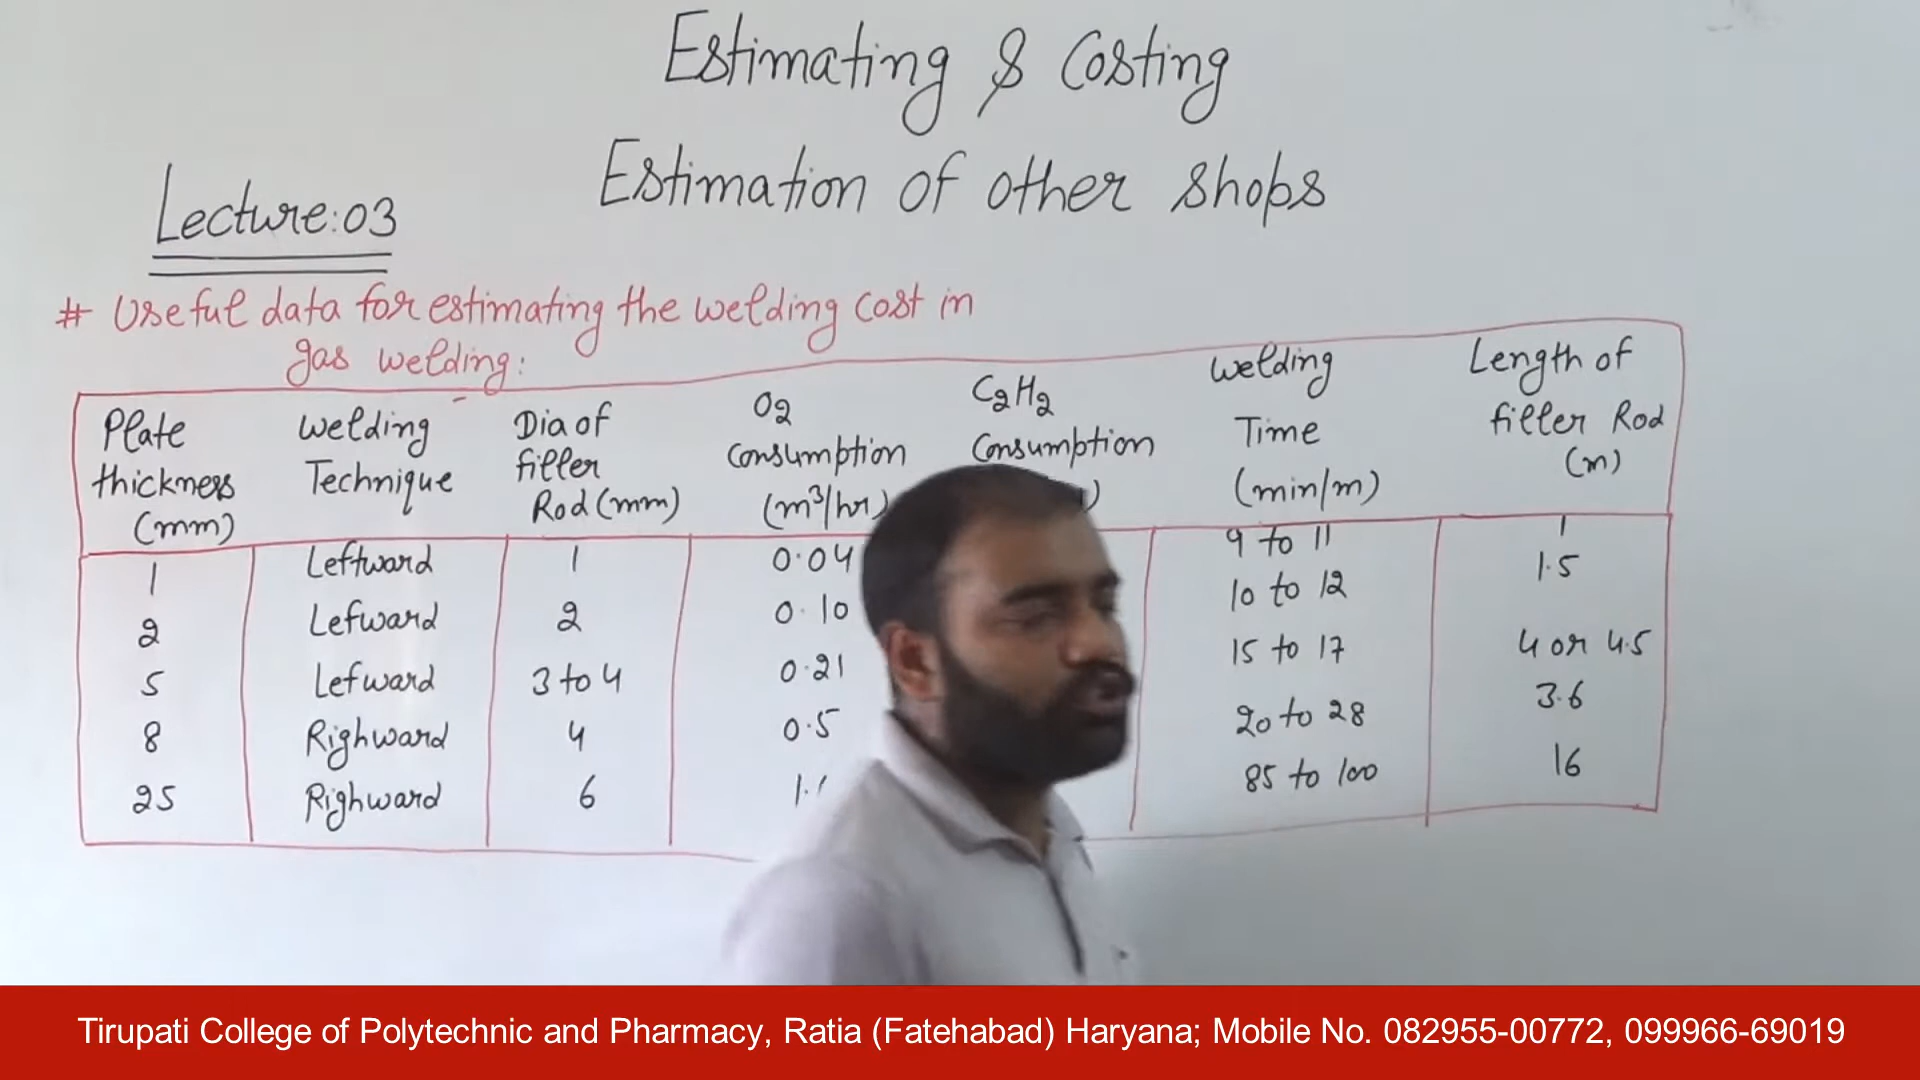 Estimating & Costing
Estimation of other shops
Lecture:03
# Useful data for estimating the welding cost in
gas welding:
Plate thickness (mm) Welding Technique Dia of filler Rod (mm) O2 Consumption (m³/hr) C2H2 Consumption Welding Time (min/m) Length of filler Rod (m)
1 Leftward 1 0.04 9 to 11 1
2 Lefward 2 0.10 10 to 12 1.5
5 Lefward 3 to 4 0.21 15 to 17 4 or 4.5
8 Righward 4 0.5 20 to 28 3.6
25 Righward 6 85 to 100 16
Tirupati College of Polytechnic and Pharmacy, Ratia (Fatehabad) Haryana; Mobile No. 082955-00772, 099966-69019